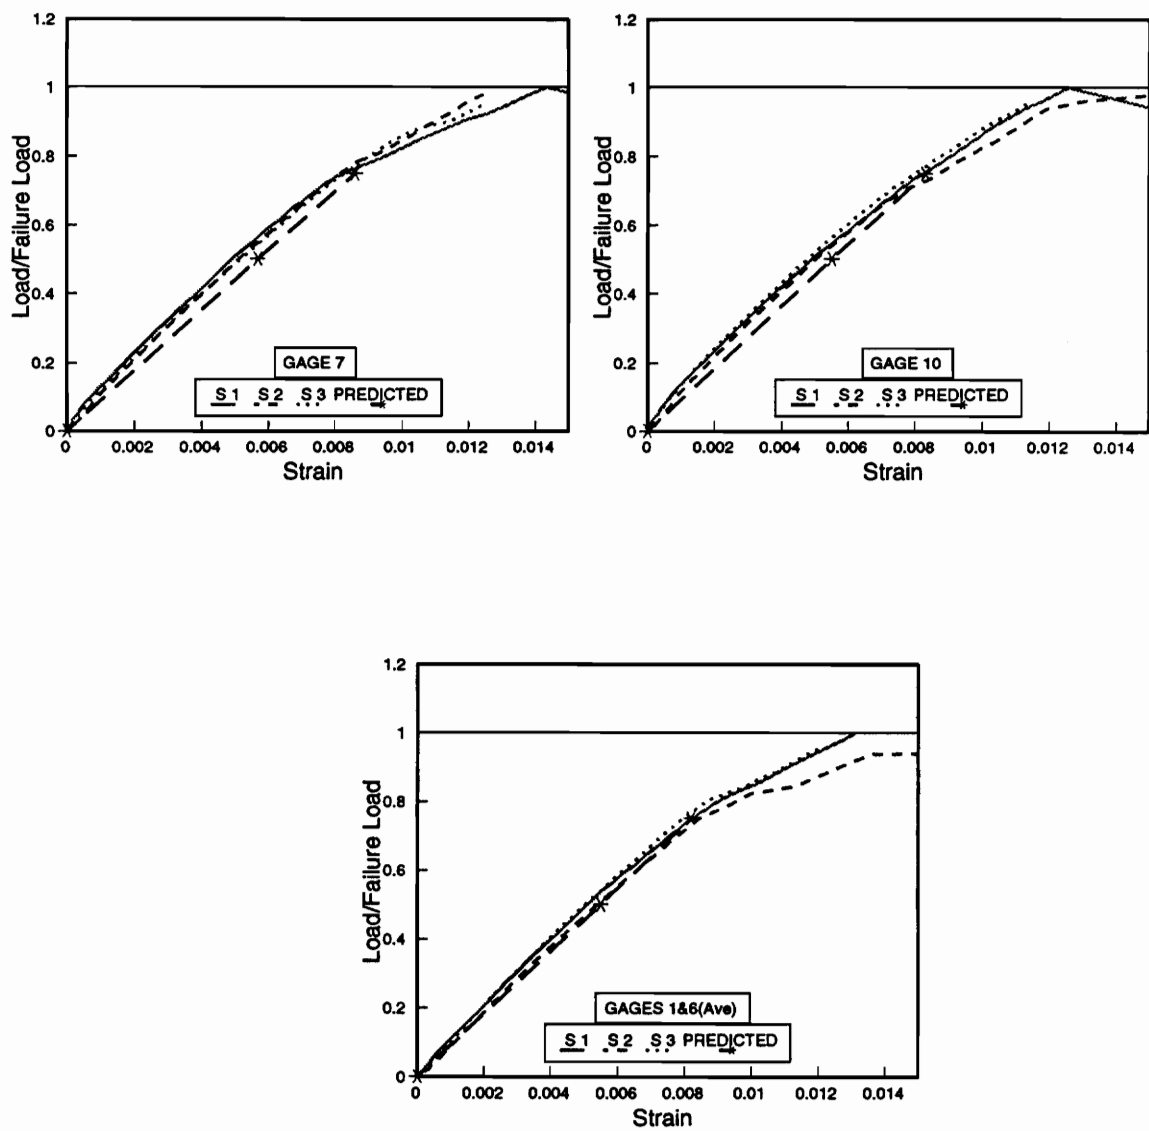 1.2
1
0.8
0.6
0.4
0.2
0
Load/Failure Load
GAGE 7
S 1 S 2 S 3 PREDICTED
0 0.002 0.004 0.006 0.008 0.01 0.012 0.014
Strain
1.2
1
0.8
0.6
0.4
0.2
0
Load/Failure Load
GAGE 10
S 1 S 2 S 3 PREDICTED
0 0.002 0.004 0.006 0.008 0.01 0.012 0.014
Strain
1.2
1
0.8
0.6
0.4
0.2
0
Load/Failure Load
GAGES 1&6(Ave)
S 1 S 2 S 3 PREDICTED
0 0.002 0.004 0.006 0.008 0.01 0.012 0.014
Strain